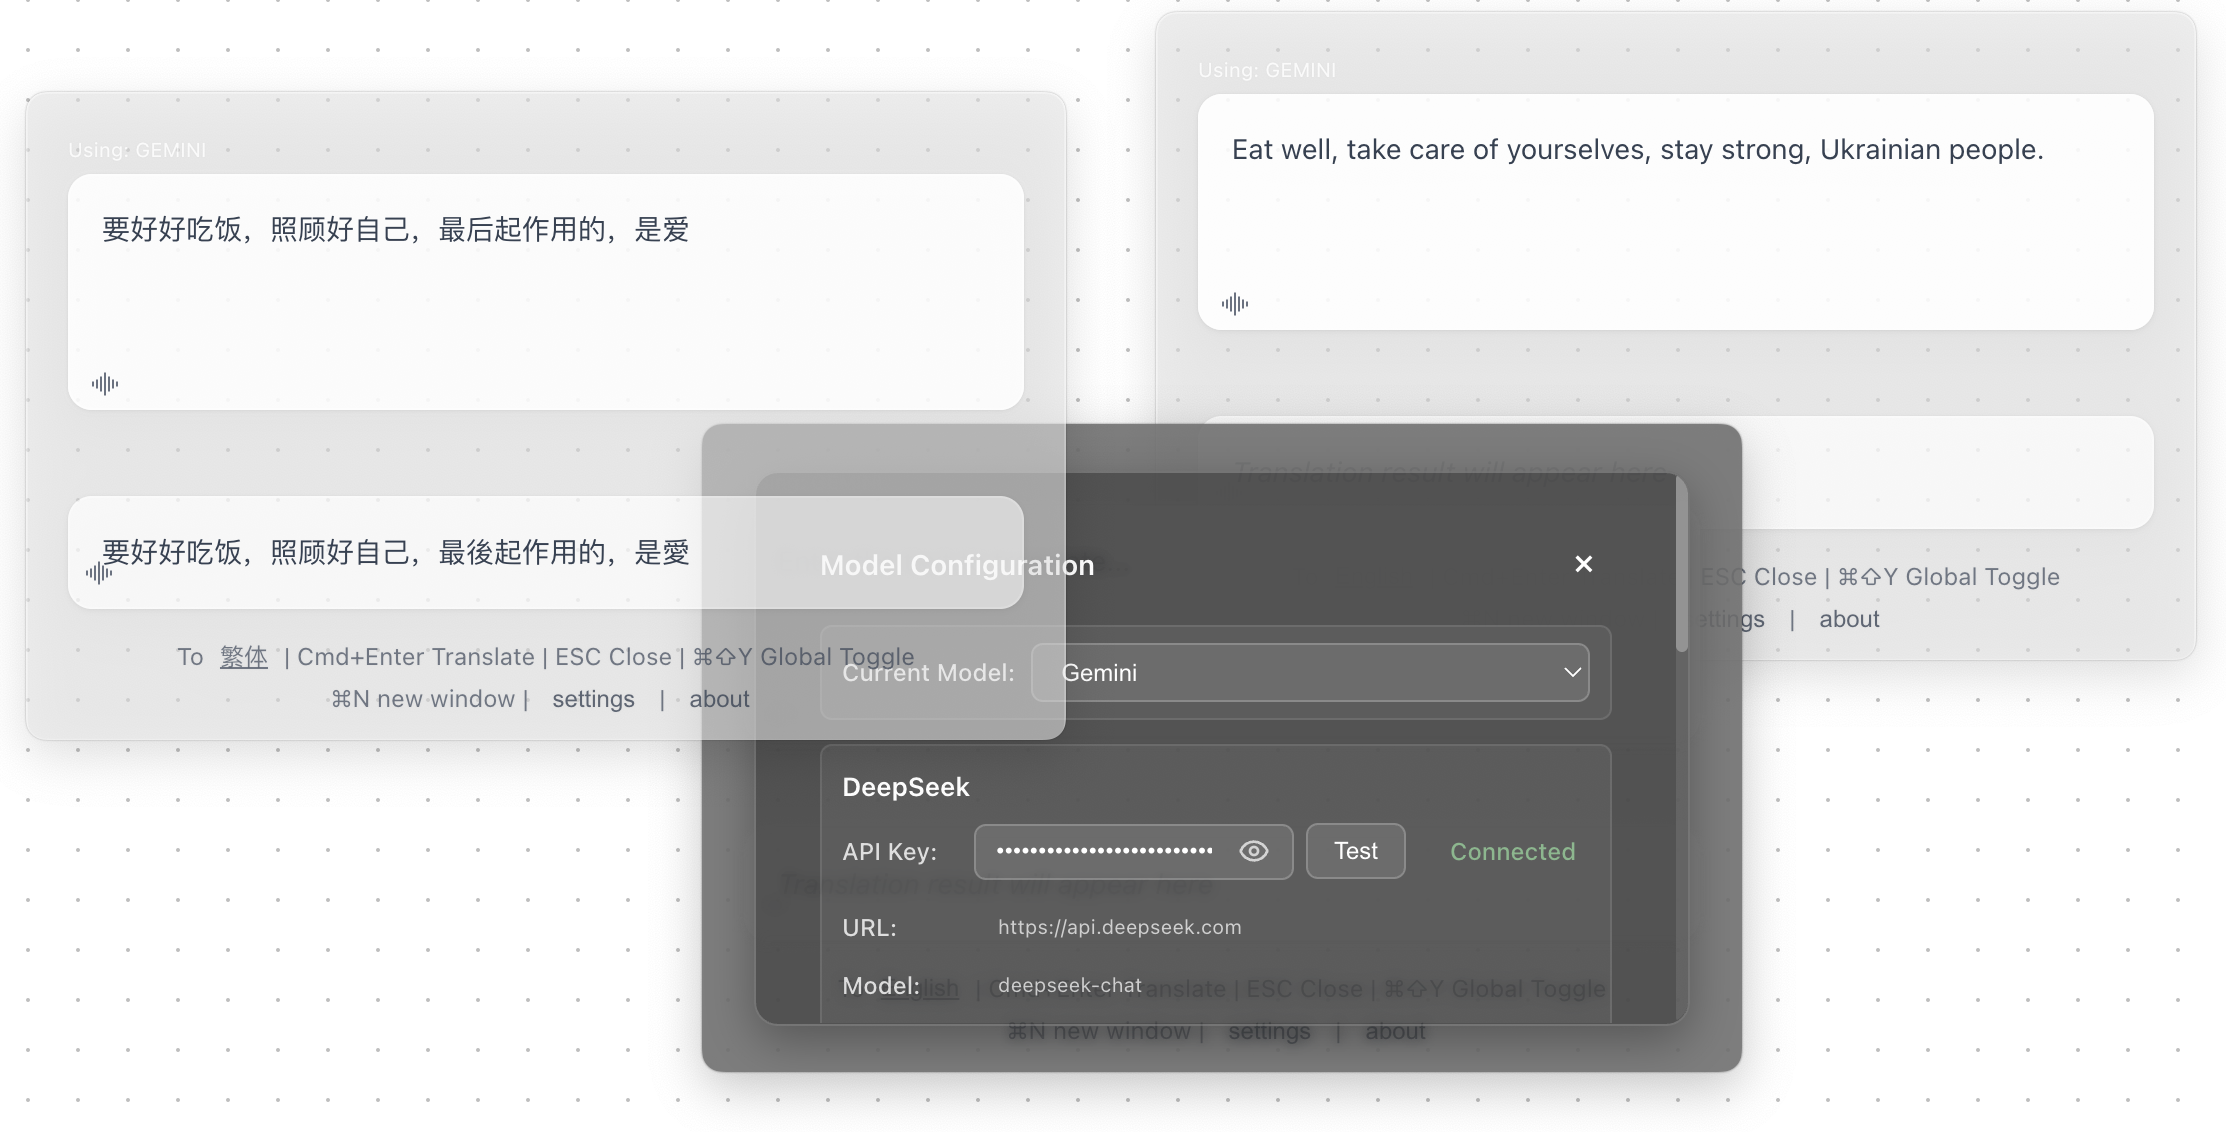 Using: GEMINI
要好好吃饭，照顾好自己，最后起作用的，是爱
要好好吃饭，照顾好自己，最後起作用的，是愛
To 繁体 | Cmd+Enter Translate | ESC Close | ⌘⇧Y Global Toggle
⌘N new window | settings | about
Using: GEMINI
Eat well, take care of yourselves, stay strong, Ukrainian people.
Translation result will appear here
ESC Close | ⌘⇧Y Global Toggle
ettings | about
Model Configuration ×
Current Model: Gemini
DeepSeek
API Key: •••••••••••••••••••••••••• Test Connected
Translation result will appear here
URL: https://api.deepseek.com
Model: deepseek-chat
English | Cmd+Enter Translate | ESC Close | ⌘⇧Y Global Toggle
⌘N new window | settings | about